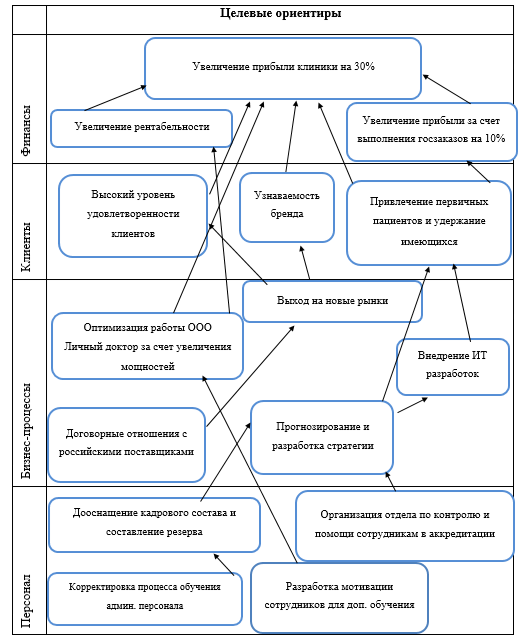 Целевые ориентиры
Финансы
Увеличение прибыли клиники на 30%
Увеличение рентабельности
Увеличение прибыли за счет
выполнения госзаказов на 10%
Клиенты
Высокий уровень
удовлетворенности
клиентов
Узнаваемость
бренда
Привлечение первичных
пациентов и удержание
имеющихся
Бизнес-процессы
Выход на новые рынки
Оптимизация работы ООО
Личный доктор за счет увеличения
мощностей
Внедрение ИТ
разработок
Договорные отношения с
российскими поставщиками
Прогнозирование и
разработка стратегии
Персонал
Дооснащение кадрового состава и
составление резерва
Организация отдела по контролю и
помощи сотрудникам в аккредитации
Корректировка процесса обучения
админ. персонала
Разработка мотивации
сотрудников для доп. обучения